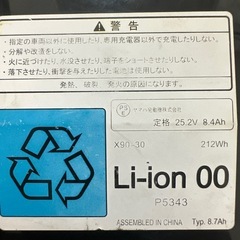 ⚠ 警告
・指定の車両以外に使用したり、専用充電器以外で充電したりしない。
・分解や改造をしない。
・火に近づけたり、水没させたり、端子をショートさせたりしない。
・落下させたり、衝撃を与えたりした電池は使用しない。
発熱、破裂、発火の原因になります。
PSE
ヤマハ発動機株式会社
定格 25.2V 8.4Ah
X90-30 212Wh
Li-ion 00
P5343
ASSEMBLED IN CHINA Typ. 8.7Ah